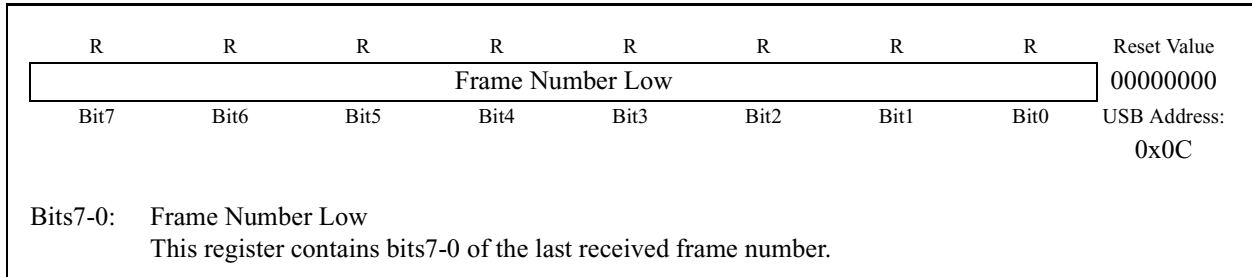 R R R R R R R R Reset Value
Frame Number Low 00000000
Bit7 Bit6 Bit5 Bit4 Bit3 Bit2 Bit1 Bit0 USB Address:
0x0C
Bits7-0: Frame Number Low
This register contains bits7-0 of the last received frame number.